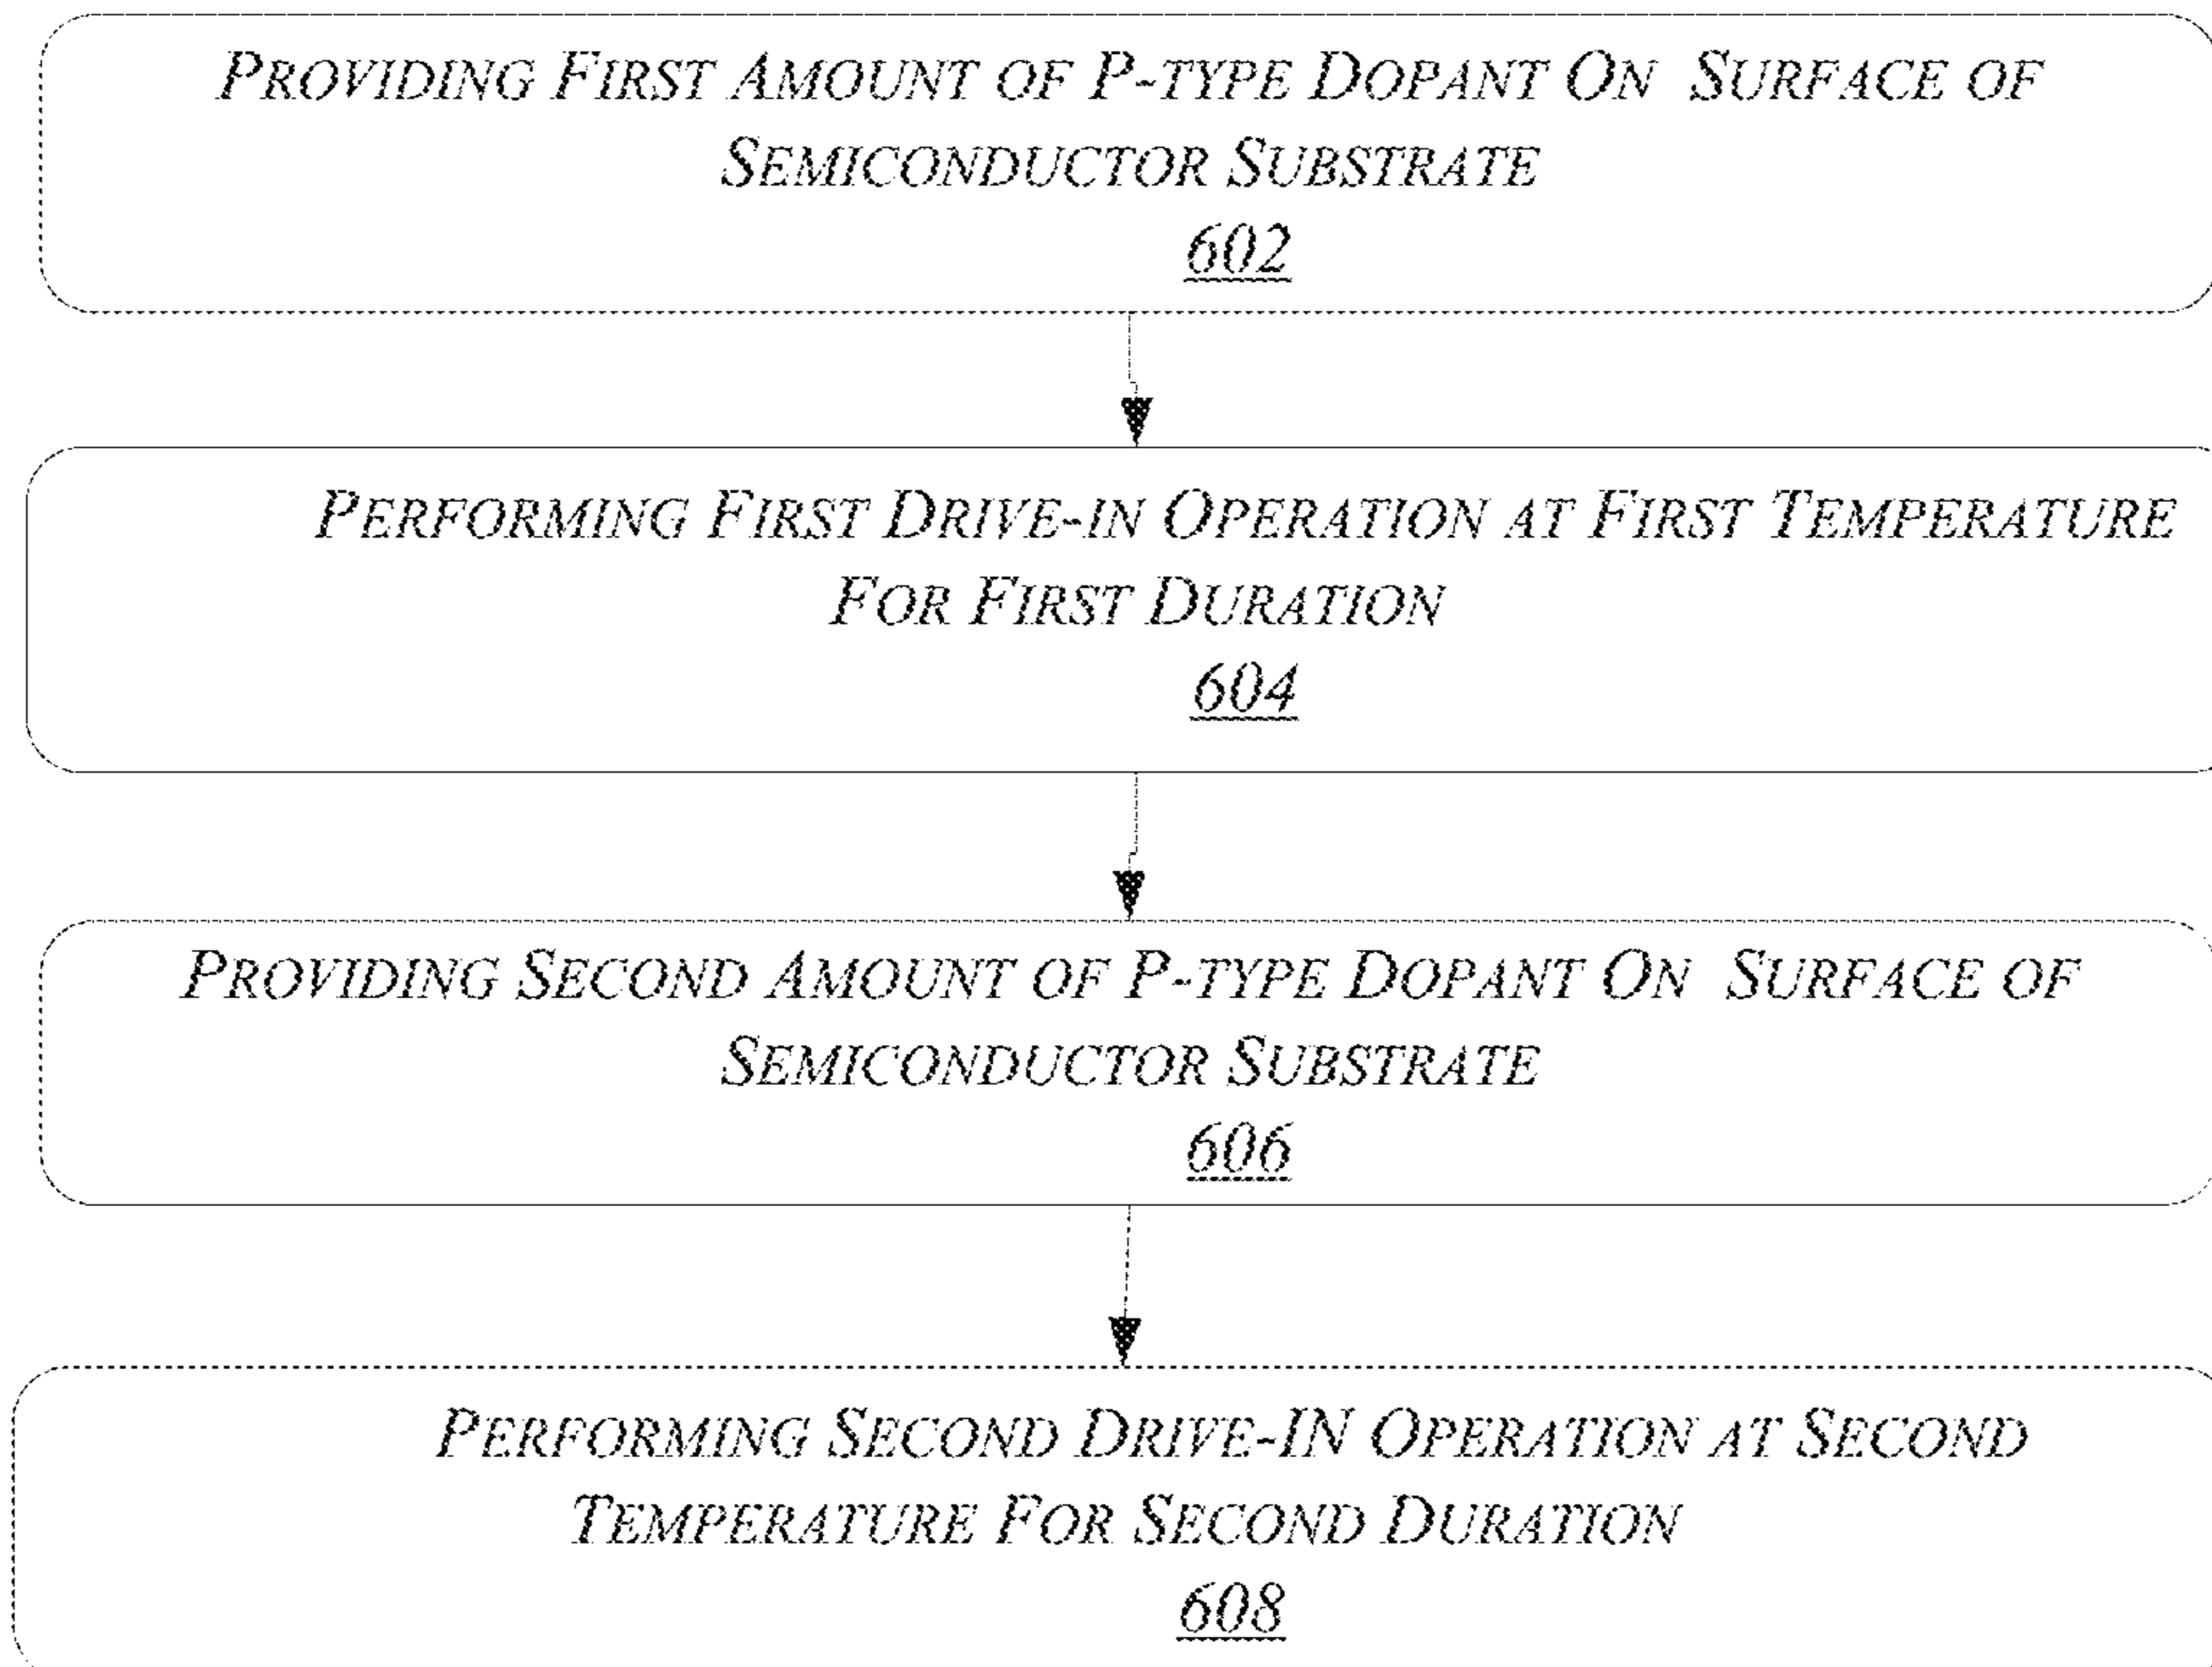 PROVIDING FIRST AMOUNT OF P-TYPE DOPANT ON SURFACE OF
SEMICONDUCTOR SUBSTRATE
602
PERFORMING FIRST DRIVE-IN OPERATION AT FIRST TEMPERATURE
FOR FIRST DURATION
604
PROVIDING SECOND AMOUNT OF P-TYPE DOPANT ON SURFACE OF
SEMICONDUCTOR SUBSTRATE
606
PERFORMING SECOND DRIVE-IN OPERATION AT SECOND
TEMPERATURE FOR SECOND DURATION
608